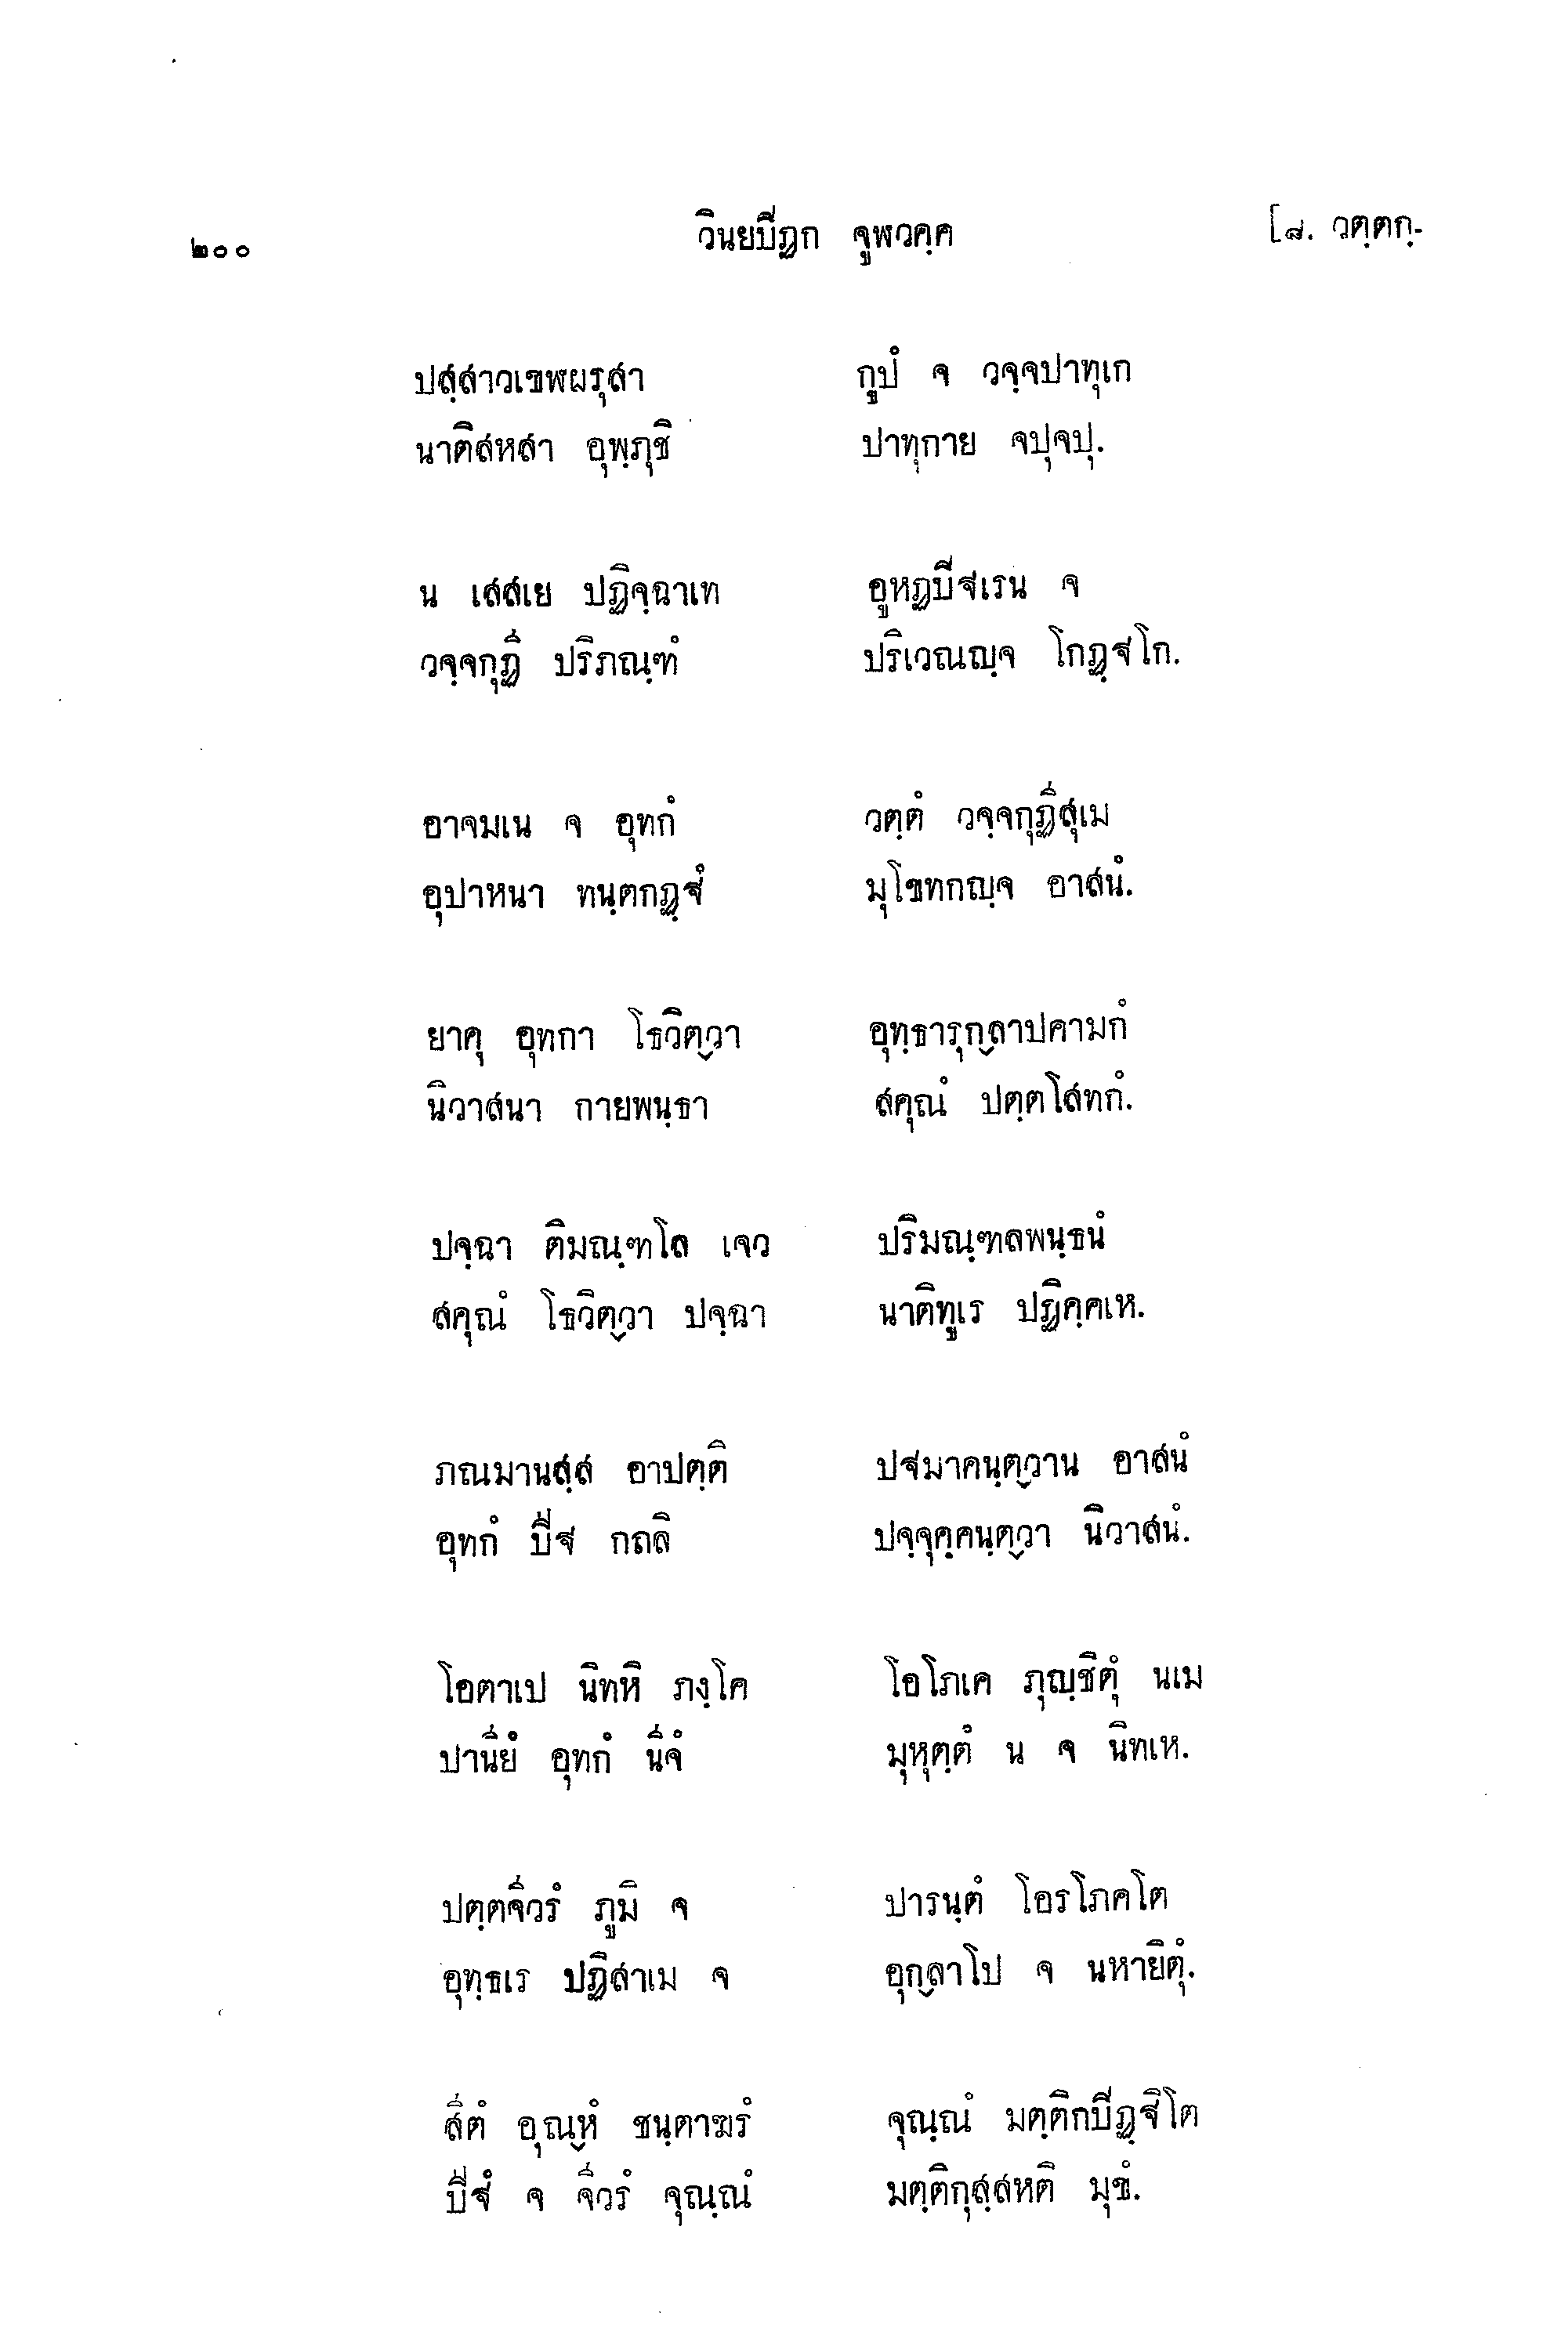 ๒๐๐ วินยปิฏก จูฬวคฺค [๘. วตฺตกฺ-
ปสฺสาวเขฬผรุสา กูปํ จ วจฺจปาทุเก
นาติสหสา อุพฺภุชิ ปาทุกาย จปุจปุ.
น เสสเย ปฏิจฺฉาเท อูหฏปิฐเรน จ
วจฺจกุฏี ปริภณฺฑํ ปริเวณญฺจ โกฏฺฐโก.
อาจมเน จ อุทกํ วตฺตํ วจฺจกุฏีสุเม
อุปาหนา ทนฺตกฏฺฐํ มุโขทกญฺจ อาสนํ.
ยาคุ อุทกา โธวิตฺวา อุทฺธารุกฺลาปคามกํ
นิวาสนา กายพนฺธา สคุณํ ปตฺตโสทกํ.
ปจฺฉา ติมณฺฑโล เจว ปริมณฺฑลพนฺธนํ
สคุณํ โธวิตฺวา ปจฺฉา นาติทูเร ปฏิคฺคเห.
ภณมานสฺส อาปตฺติ ปฐมาคนฺตฺวาน อาสนํ
อุทกํ ปีฐ กถลิ ปจฺจุคฺคนฺตฺวา นิวาสนํ.
โอตาเป นิทหิ ภงฺโค โอโภเค ภุญฺชิตุํ นเม
ปานียํ อุทกํ นีจํ มุหุตฺตํ น จ นิทเห.
ปตฺตจีวรํ ภูมิ จ ปารนฺตํ โอรโภคโต
อุทฺธเร ปฏิสาเม จ อุกฺลาโป จ นหายิตุํ.
สีตํ อุณฺหํ ชนฺตาฆรํ จุณฺณํ มตฺติกปิฏฺฐิโต
ปีฐํ จ จีวรํ จุณฺณํ มตฺติกุสฺสหติ มุขํ.